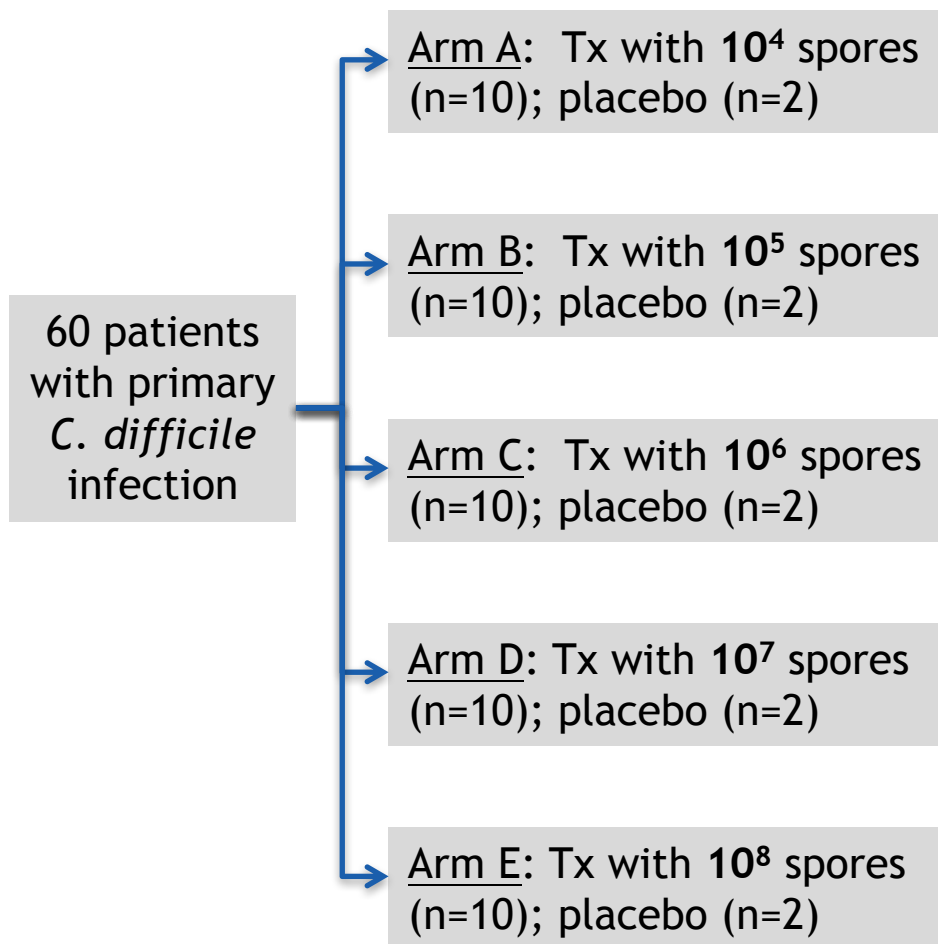 60 patients
with primary
C. difficile
infection
Arm A:  Tx with 10⁴ spores
(n=10); placebo (n=2)
Arm B:  Tx with 10⁵ spores
(n=10); placebo (n=2)
Arm C:  Tx with 10⁶ spores
(n=10); placebo (n=2)
Arm D: Tx with 10⁷ spores
(n=10); placebo (n=2)
Arm E: Tx with 10⁸ spores
(n=10); placebo (n=2)